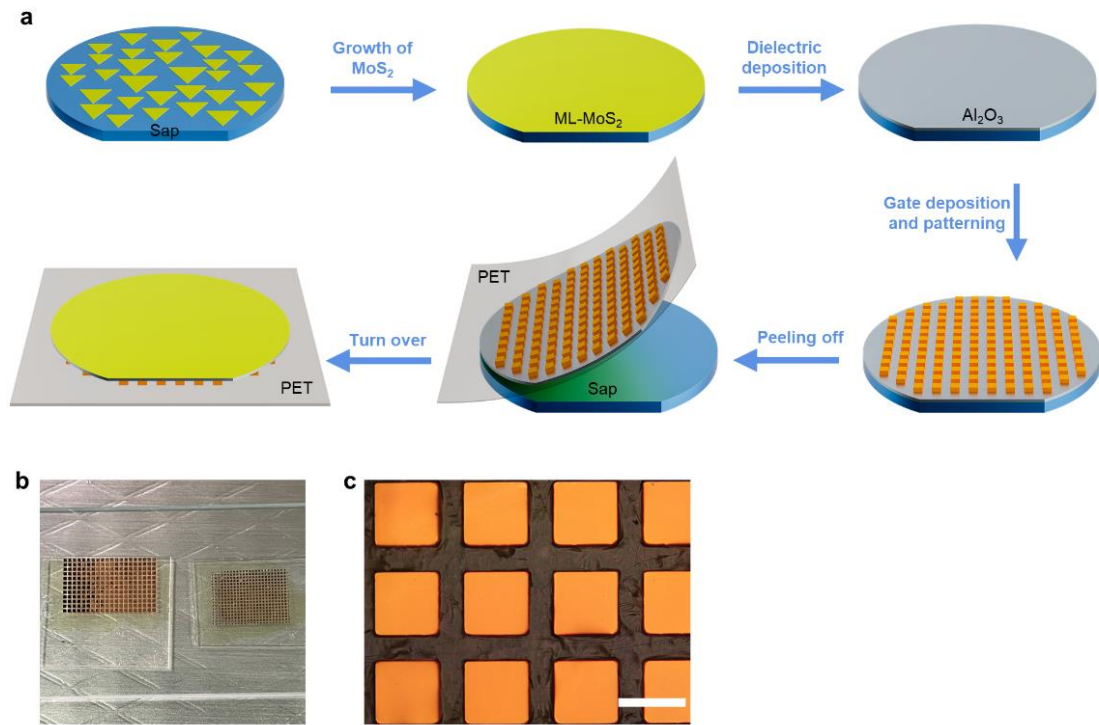 a
Growth of
MoS₂
Dielectric
deposition
Sap
ML-MoS₂
Al₂O₃
Gate deposition
and patterning
PET
Peeling off
Turn over
Sap
PET
b
c